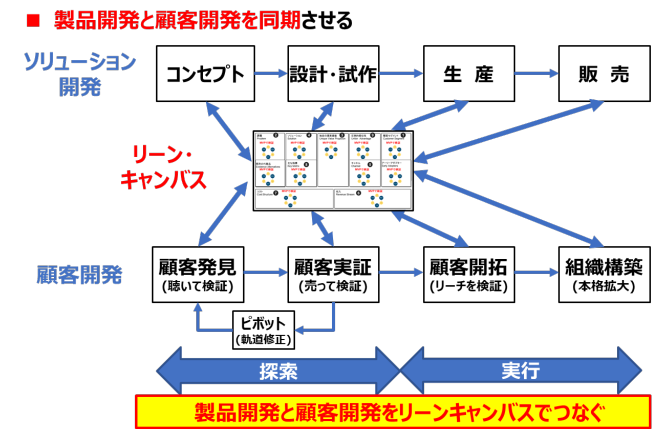 ■ 製品開発と顧客開発を同期させる
ソリューション
開発
コンセプト
設計・試作
生 産
販 売
リーン・
キャンバス
顧客開発
顧客発見
(聴いて検証)
顧客実証
(売って検証)
顧客開拓
(リーチを検証)
組織構築
(本格拡大)
ピボット
(軌道修正)
探索
実行
製品開発と顧客開発をリーンキャンバスでつなぐ